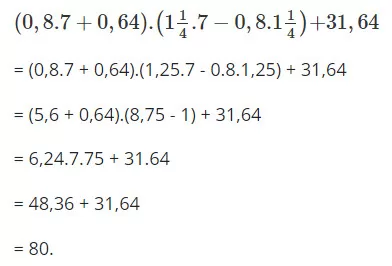 (0,8.7 + 0,64).(1\frac{1}{4}.7 − 0,8.1\frac{1}{4})+31,64
= (0,8.7 + 0,64).(1,25.7 - 0.8.1,25) + 31,64
= (5,6 + 0,64).(8,75 - 1) + 31,64
= 6,24.7.75 + 31.64
= 48,36 + 31,64
= 80.